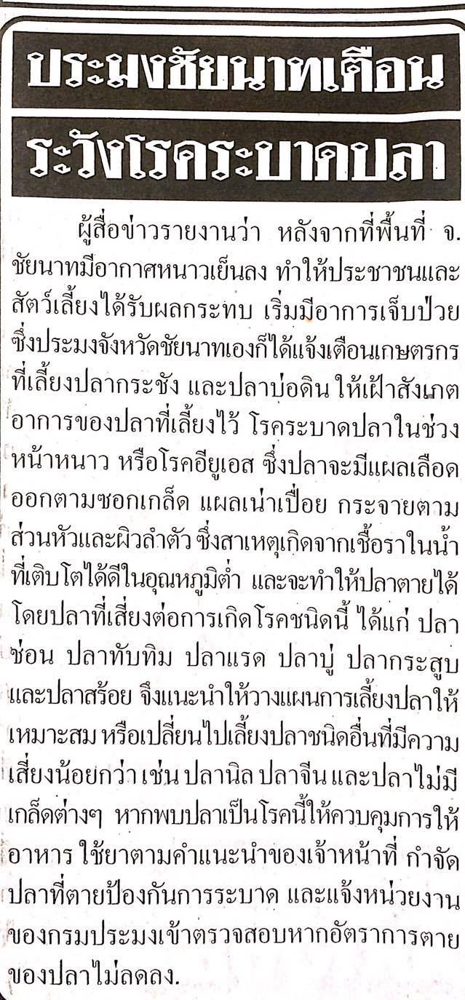 ประมงชัยนาทเตือน
ระวังโรคระบาดปลา
ผู้สื่อข่าวรายงานว่า หลังจากที่พื้นที่ จ.
ชัยนาทมีอากาศหนาวเย็นลง ทำให้ประชาชนและ
สัตว์เลี้ยงได้รับผลกระทบ เริ่มมีอาการเจ็บป่วย
ซึ่งประมงจังหวัดชัยนาทเองก็ได้แจ้งเตือนเกษตรกร
ที่เลี้ยงปลากระชัง และปลาบ่อดิน ให้เฝ้าสังเกต
อาการของปลาที่เลี้ยงไว้ โรคระบาดปลาในช่วง
หน้าหนาว หรือโรคอียูเอส ซึ่งปลาจะมีแผลเลือด
ออกตามซอกเกล็ด แผลเน่าเปื่อย กระจายตาม
ส่วนหัวและผิวลำตัว ซึ่งสาเหตุเกิดจากเชื้อราในน้ำ
ที่เติบโตได้ดีในอุณหภูมิต่ำ และจะทำให้ปลาตายได้
โดยปลาที่เสี่ยงต่อการเกิดโรคชนิดนี้ ได้แก่ ปลา
ช่อน ปลาทับทิม ปลาแรด ปลาบู่ ปลากระสูบ
และปลาสร้อย จึงแนะนำให้วางแผนการเลี้ยงปลาให้
เหมาะสม หรือเปลี่ยนไปเลี้ยงปลาชนิดอื่นที่มีความ
เสี่ยงน้อยกว่า เช่น ปลานิล ปลาจีน และปลาไม่มี
เกล็ดต่างๆ หากพบปลาเป็นโรคนี้ให้ควบคุมการให้
อาหาร ใช้ยาตามคำแนะนำของเจ้าหน้าที่ กำจัด
ปลาที่ตายป้องกันการระบาด และแจ้งหน่วยงาน
ของกรมประมงเข้าตรวจสอบหากอัตราการตาย
ของปลาไม่ลดลง.